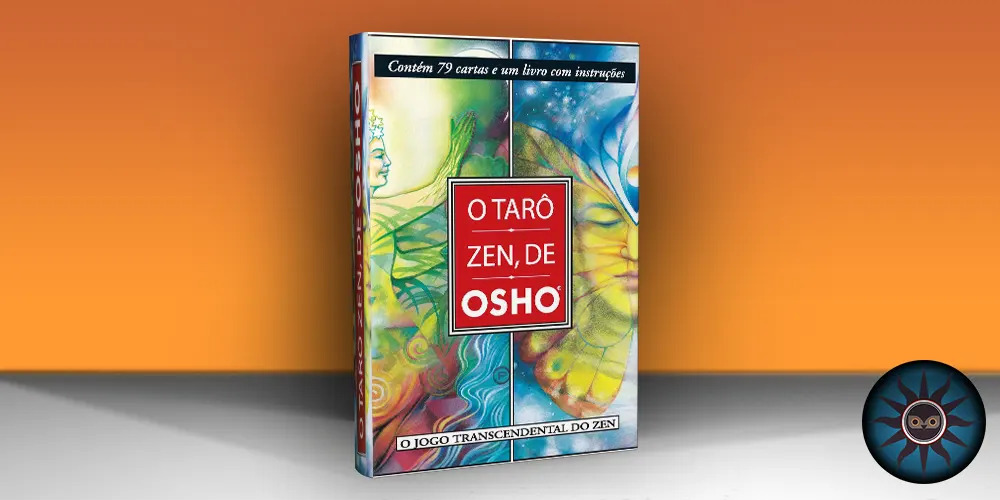 Contém 79 cartas e um livro com instruções
O TARÔ
ZEN, DE
OSHO
O JOGO TRANSCENDENTAL DO ZEN
O TARÔ ZEN, DE OSHO